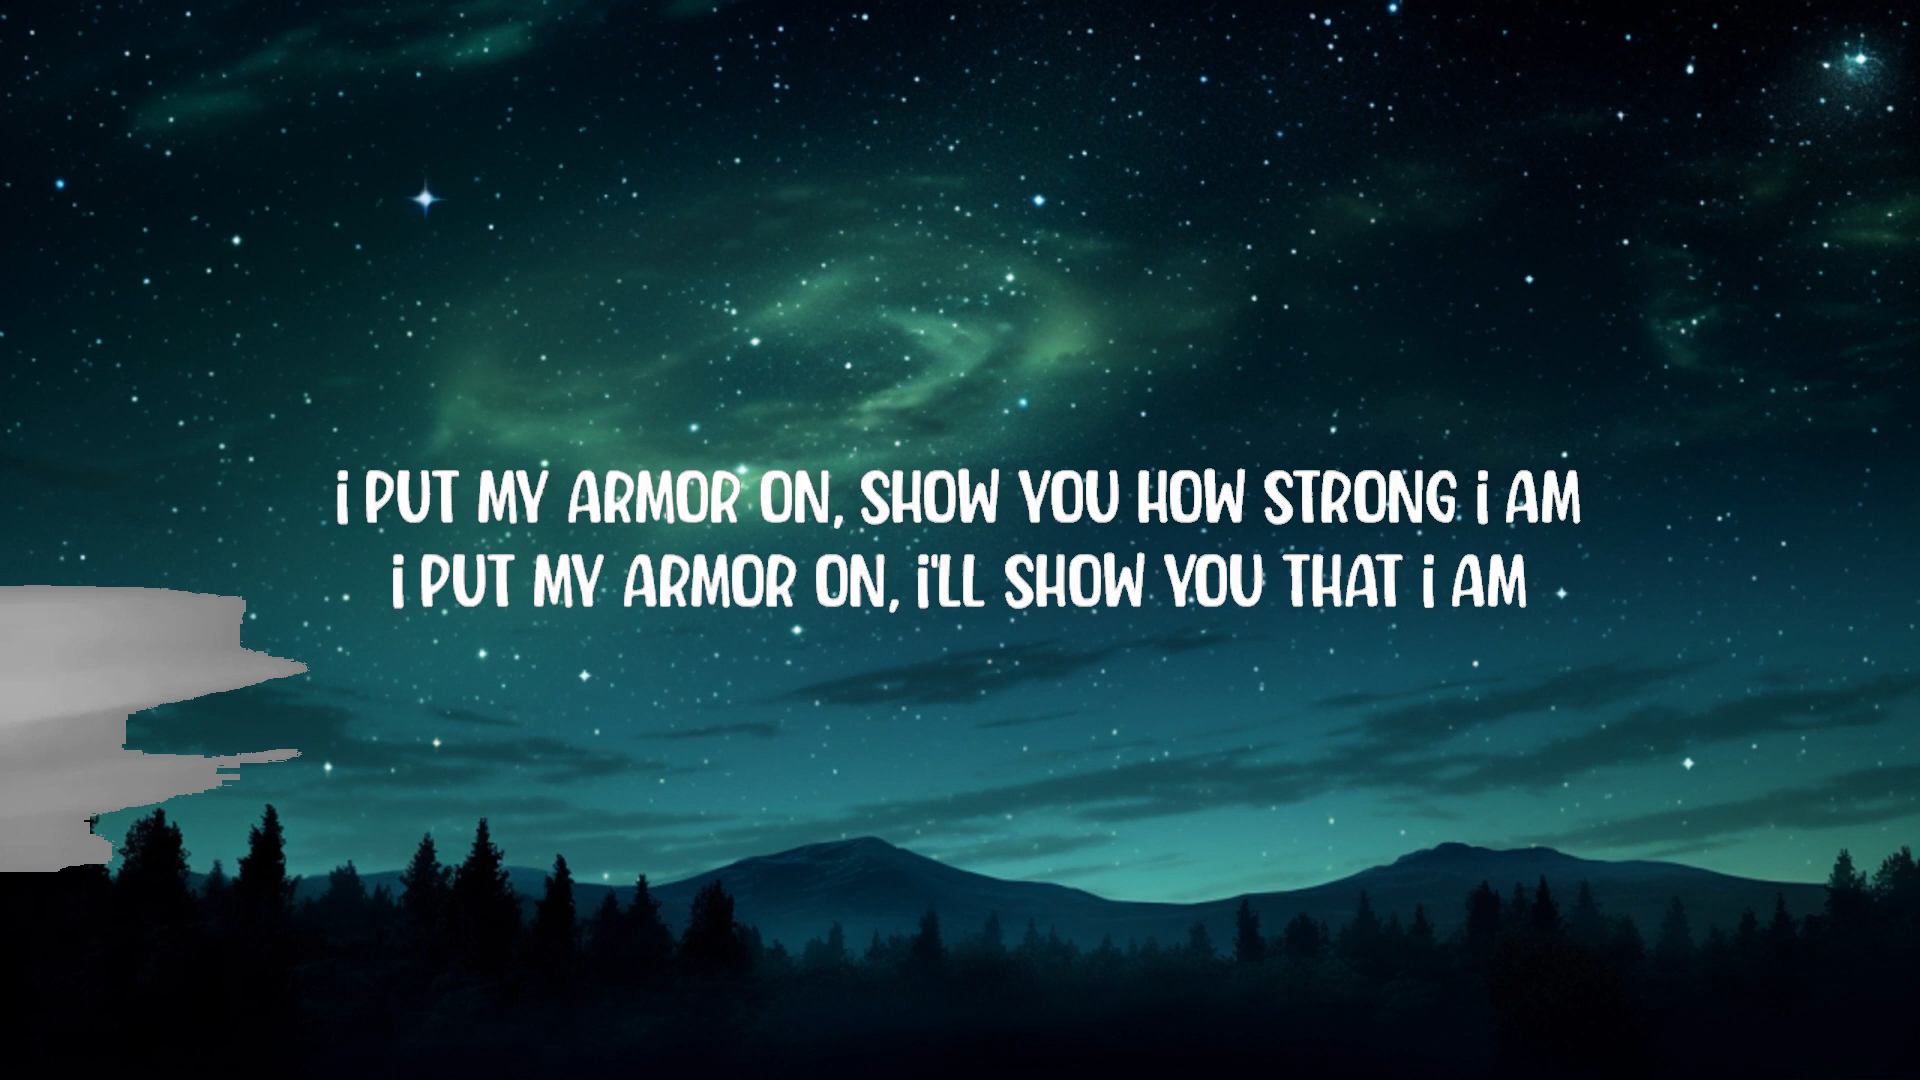 i PUT MY ARMOR ON, SHOW YOU HOW STRONG i AM
i PUT MY ARMOR ON, i'LL SHOW YOU THAT i AM